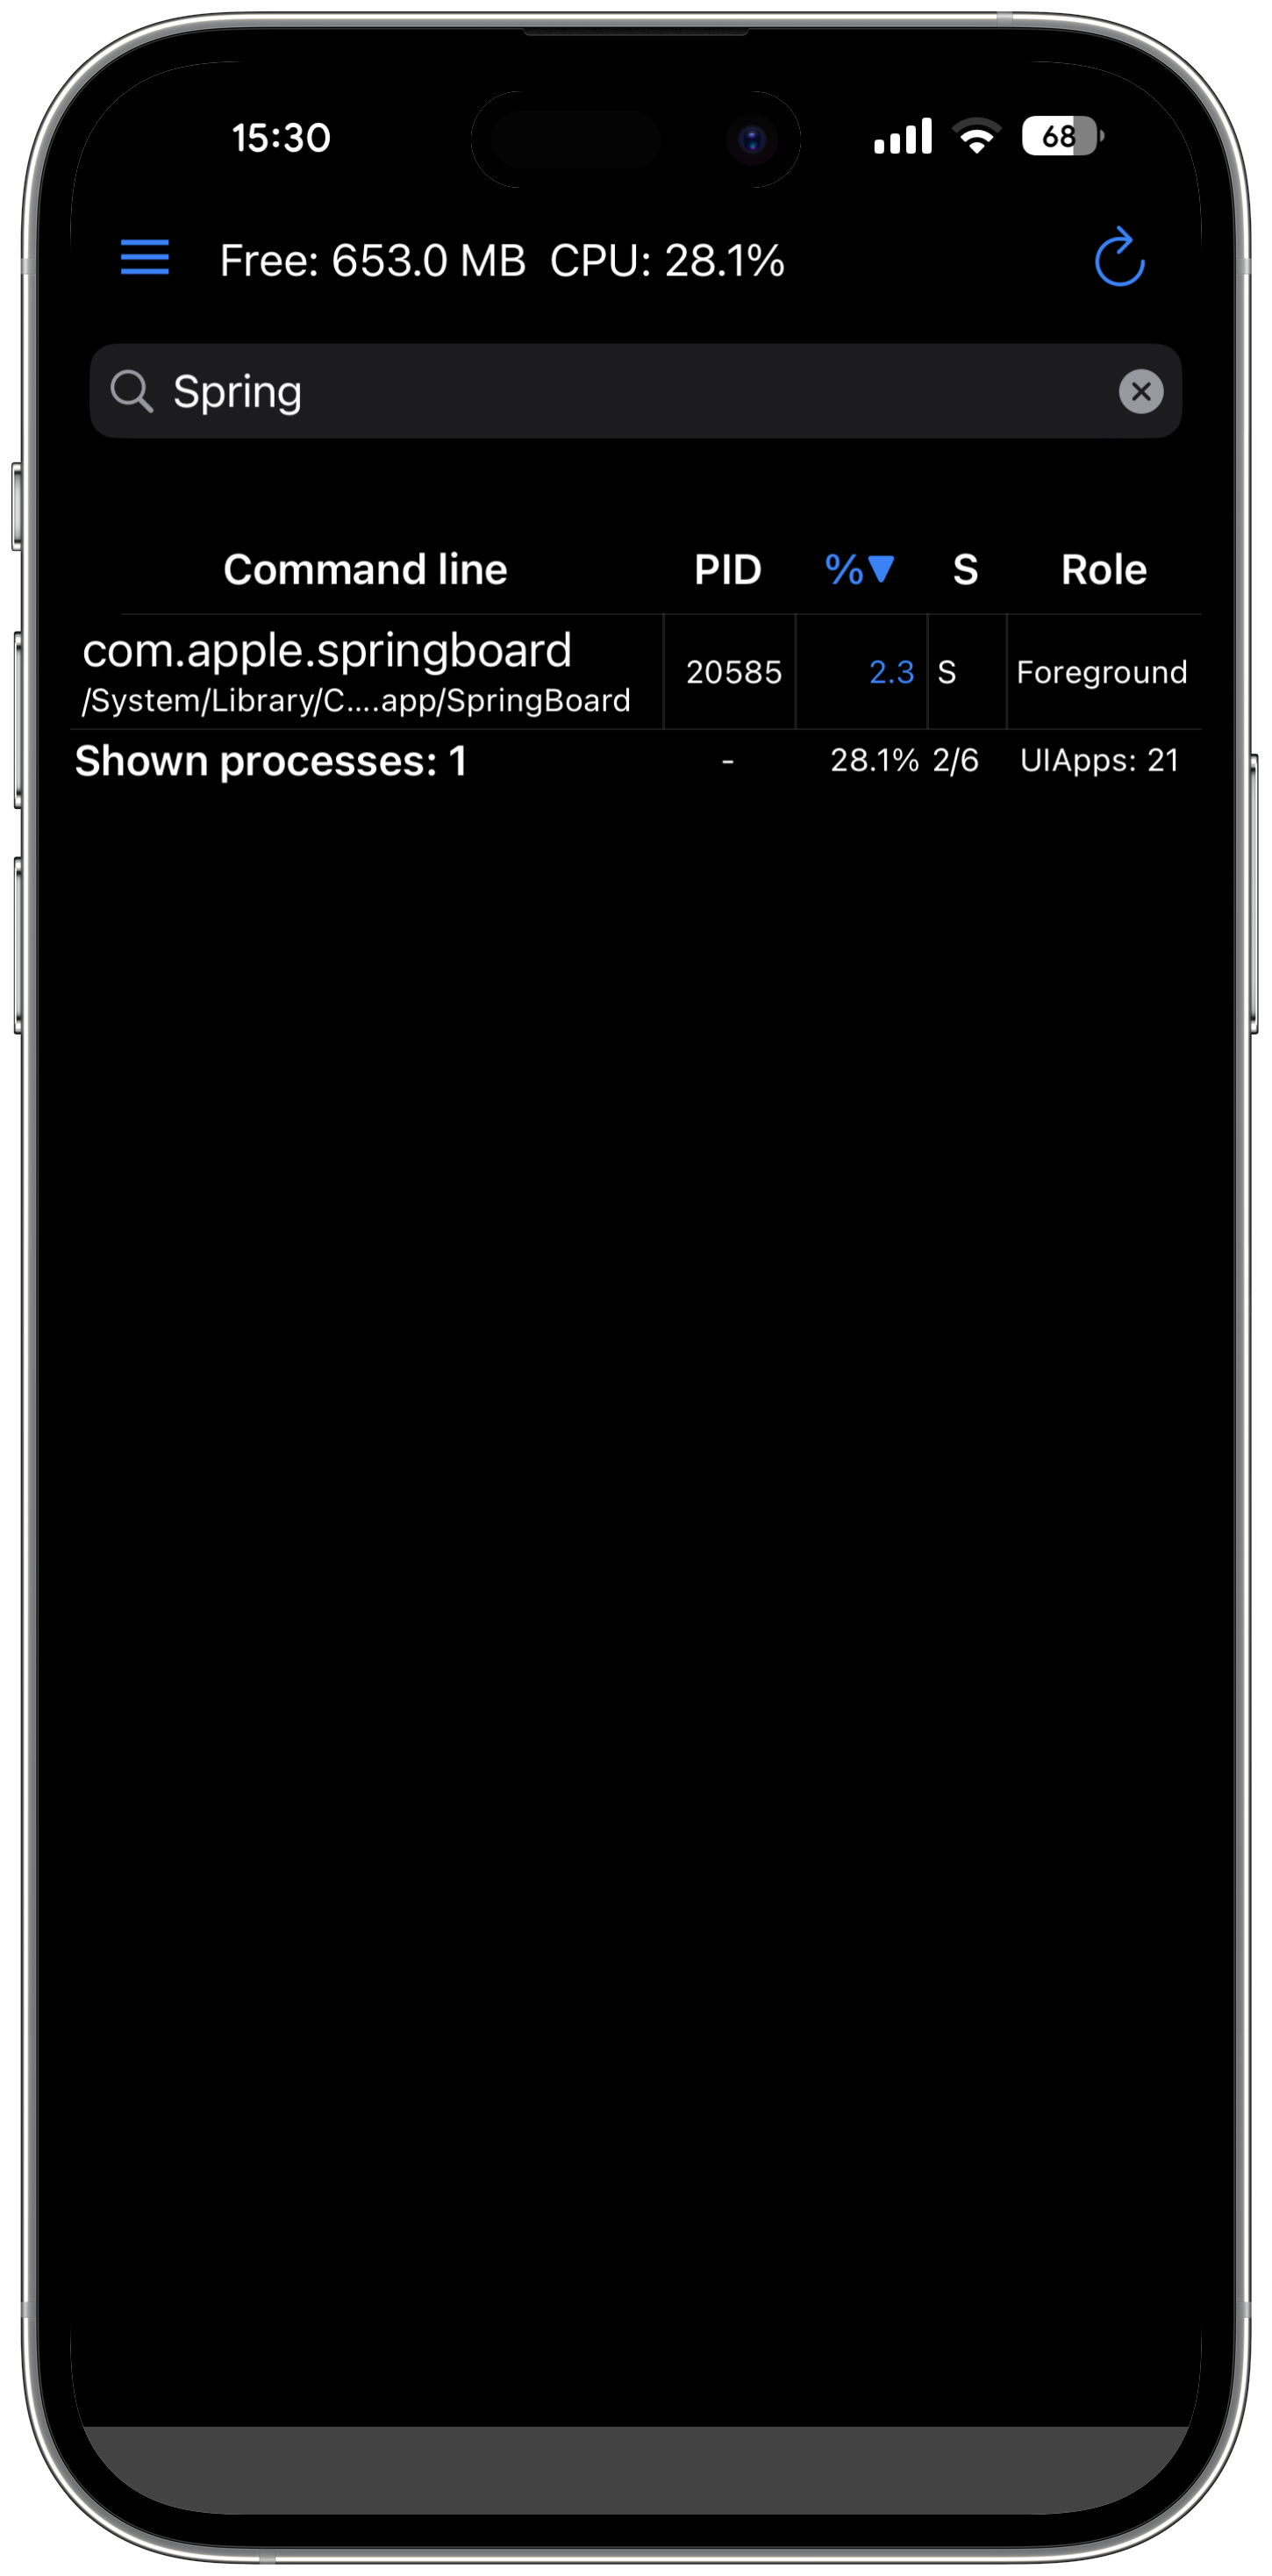 15:30 68
Free: 653.0 MB CPU: 28.1%
Spring
Command line PID %▼ S Role
com.apple.springboard
/System/Library/C....app/SpringBoard 20585 2.3 S Foreground
Shown processes: 1 - 28.1% 2/6 UIApps: 21